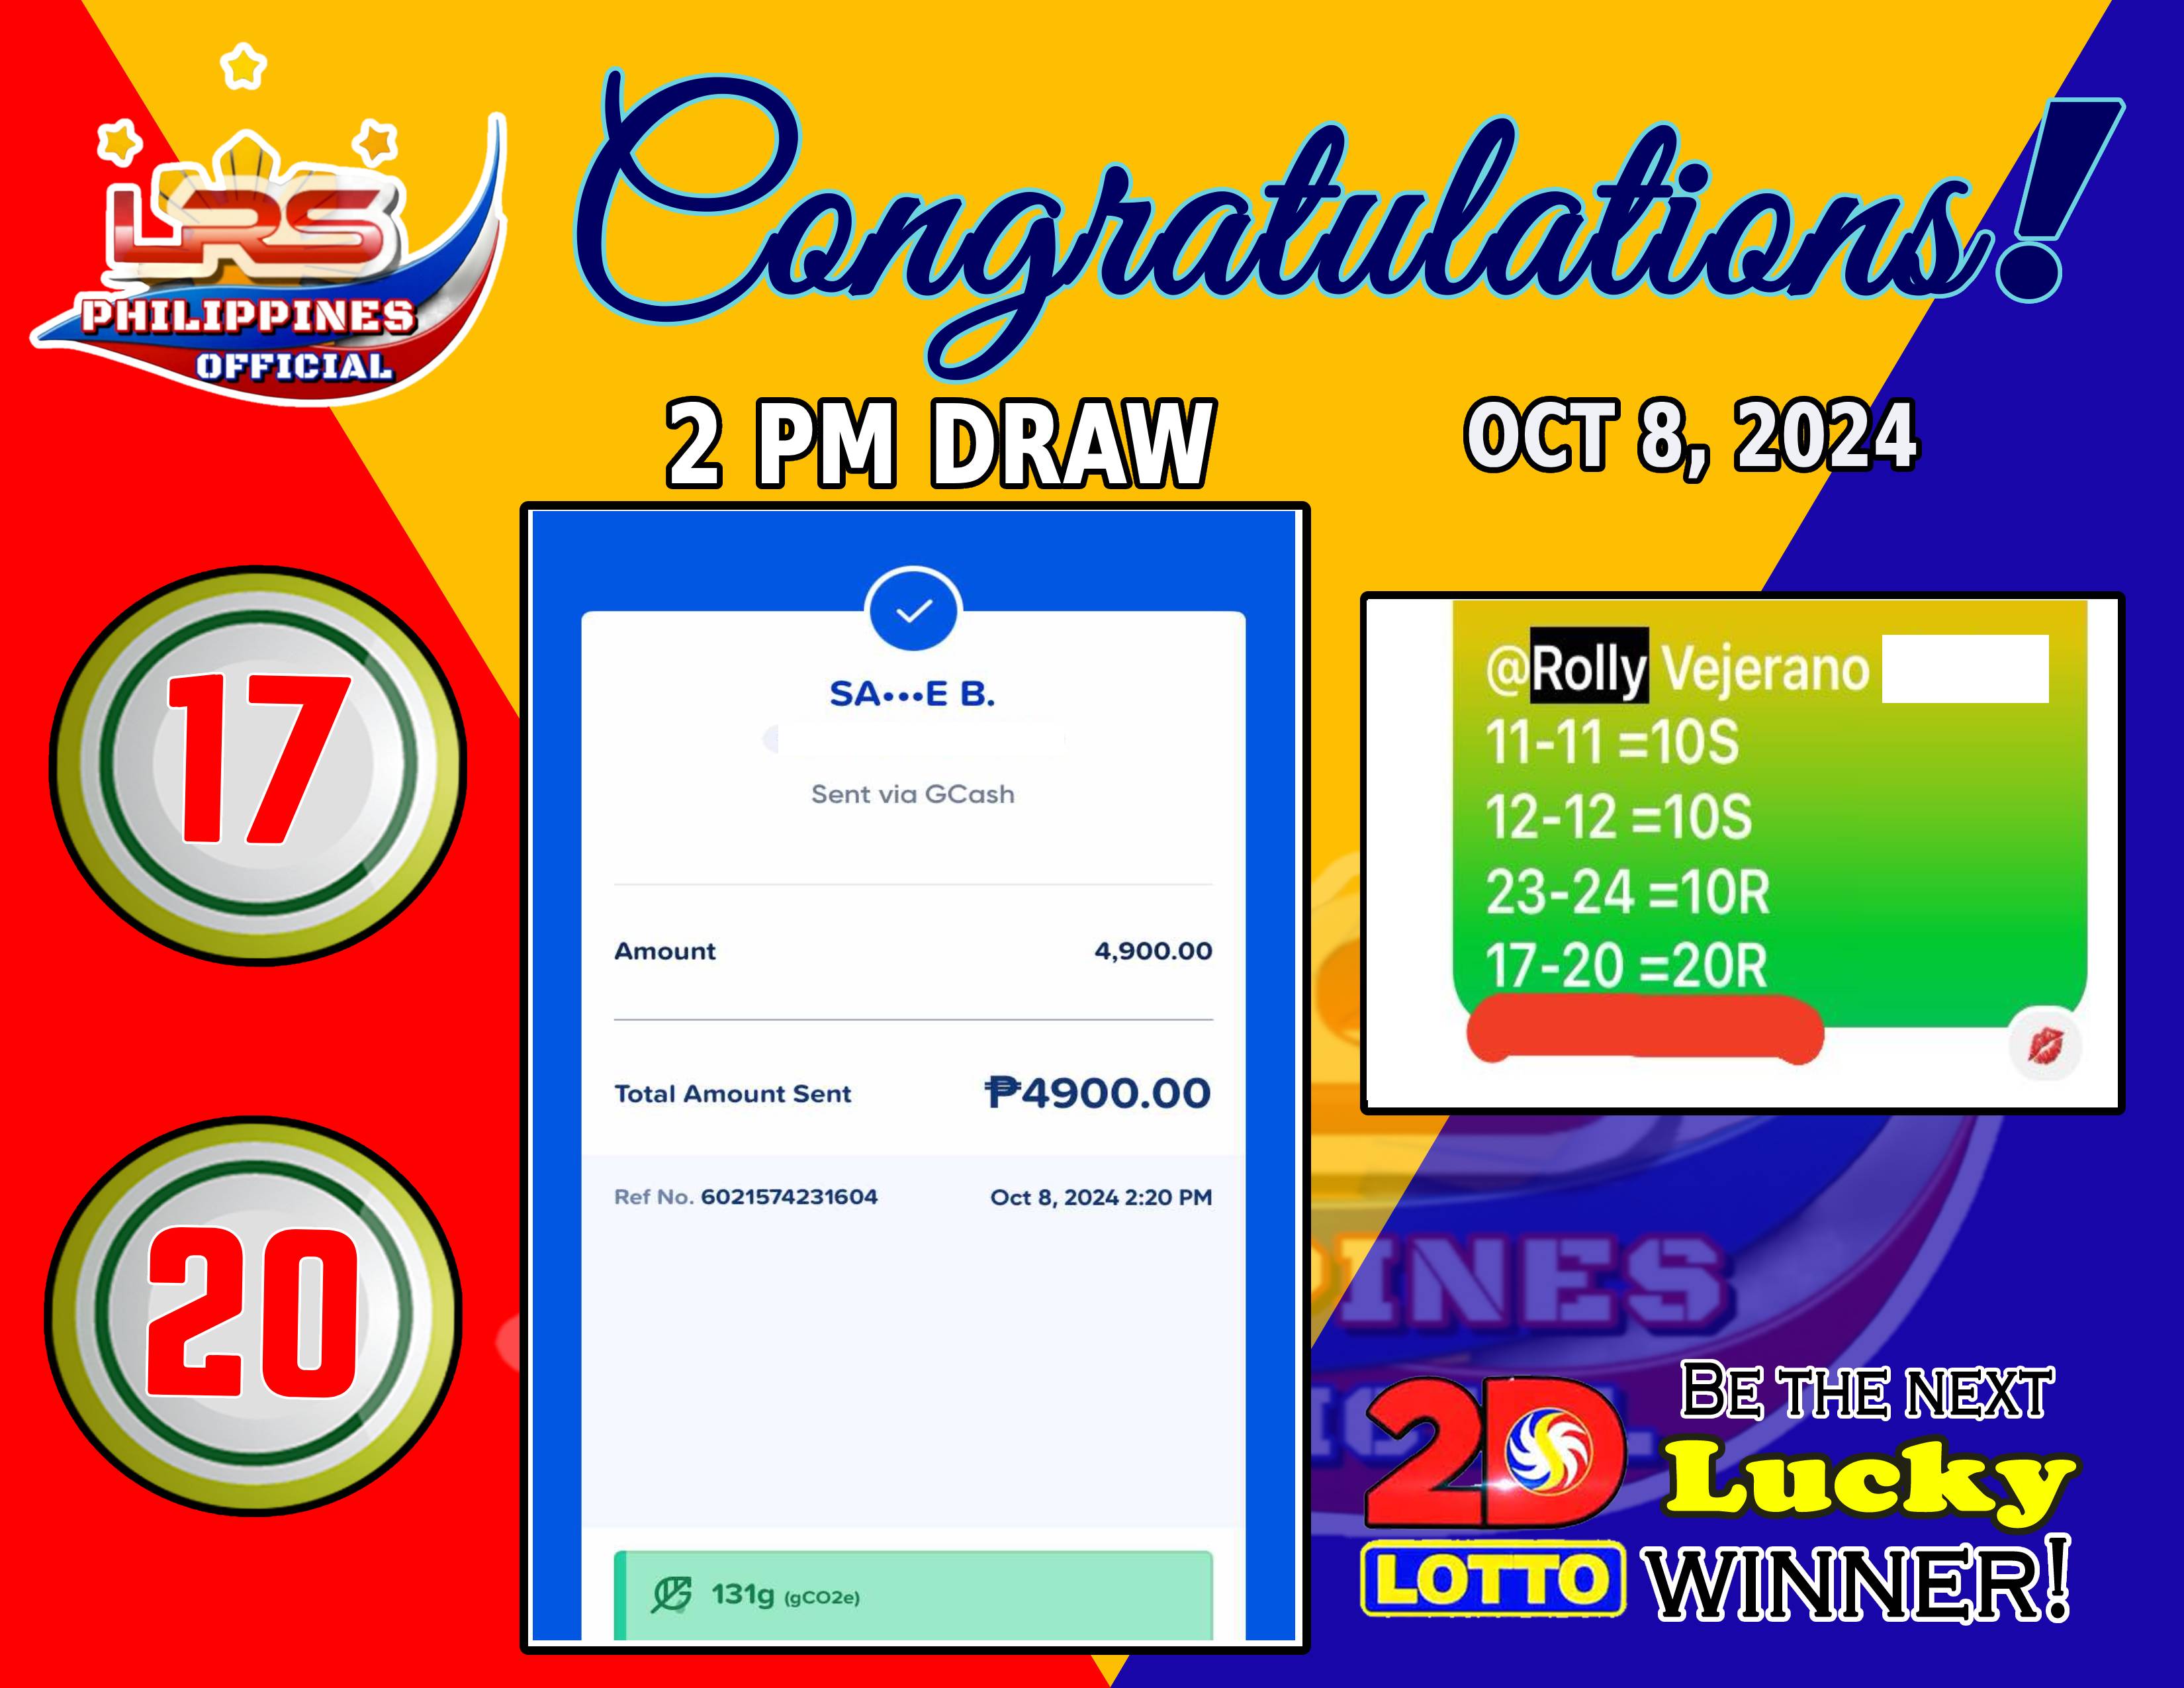 LRS
PHILIPPINES
OFFICIAL
Congratulations!
2 PM DRAW
OCT 8, 2024
17
20
SA•••E B.
Sent via GCash
Amount 4,900.00
Total Amount Sent ₱4900.00
Ref No. 6021574231604 Oct 8, 2024 2:20 PM
131g (gCO2e)
@Rolly Vejerano
11-11 =10S
12-12 =10S
23-24 =10R
17-20 =20R
PINES
2D
LOTTO
BE THE NEXT
Lucky
WINNER!